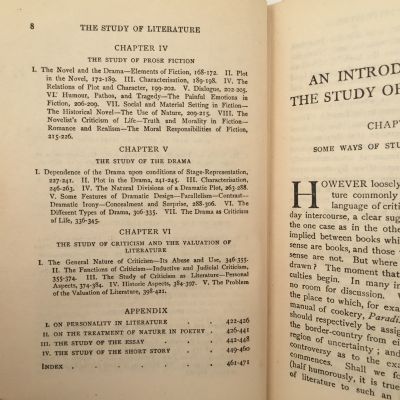 8 THE STUDY OF LITERATURE
CHAPTER IV
THE STUDY OF PROSE FICTION
I. The Novel and the Drama—Elements of Fiction, 168-172. II. Plot
in the Novel, 172-189. III. Characterisation, 189-198. IV. The
Relations of Plot and Character, 199-202. V. Dialogue, 202-205.
VI. Humour, Pathos, and Tragedy—The Painful Emotions in
Fiction, 206-209. VII. Social and Material Setting in Fiction—
The Historical Novel—The Use of Nature, 209-215. VIII. The
Novelist's Criticism of Life—Truth and Morality in Fiction—
Romance and Realism—The Moral Responsibilities of Fiction,
215-226.
CHAPTER V
THE STUDY OF THE DRAMA
I. Dependence of the Drama upon conditions of Stage-Representation,
227-241. II. Plot in the Drama, 241-245. III. Characterisation,
246-263. IV. The Natural Divisions of a Dramatic Plot, 263-288.
V. Some Features of Dramatic Design—Parallelism—Contrast—
Dramatic Irony—Concealment and Surprise, 288-306. VI. The
Different Types of Drama, 306-335. VII. The Drama as Criticism
of Life, 336-345.
CHAPTER VI
THE STUDY OF CRITICISM AND THE VALUATION OF
LITERATURE
I. The General Nature of Criticism—Its Abuse and Use, 346-355.
II. The Functions of Criticism—Inductive and Judicial Criticism,
355-374. III. The Study of Criticism as Literature—Personal
Aspects, 374-384. IV. Historic Aspects, 384-397. V. The Problem
of the Valuation of Literature, 398-421.
APPENDIX
I. ON PERSONALITY IN LITERATURE 422-426
II. ON THE TREATMENT OF NATURE IN POETRY 426-441
III. THE STUDY OF THE ESSAY 442-448
IV. THE STUDY OF THE SHORT STORY 449-460
INDEX 461-471
AN INTROD
THE STUDY OF
CHAP
SOME WAYS OF STU
HOWEVER loosely
ture commonly
language of critic
day intercourse, a clear sug
the one case as in the othe
implied between books whic
sense are books, and those
sense are not. But where
drawn? The moment that
culties begin. In many in
no room for discussion.
the place to which, for exa
manual of cookery, Paradi
should respectively be assig
the border-country from eit
region of uncertainty; and
controversy as to the exac
commences. Shall we fo
(half humorously, it is true
of literature to such an